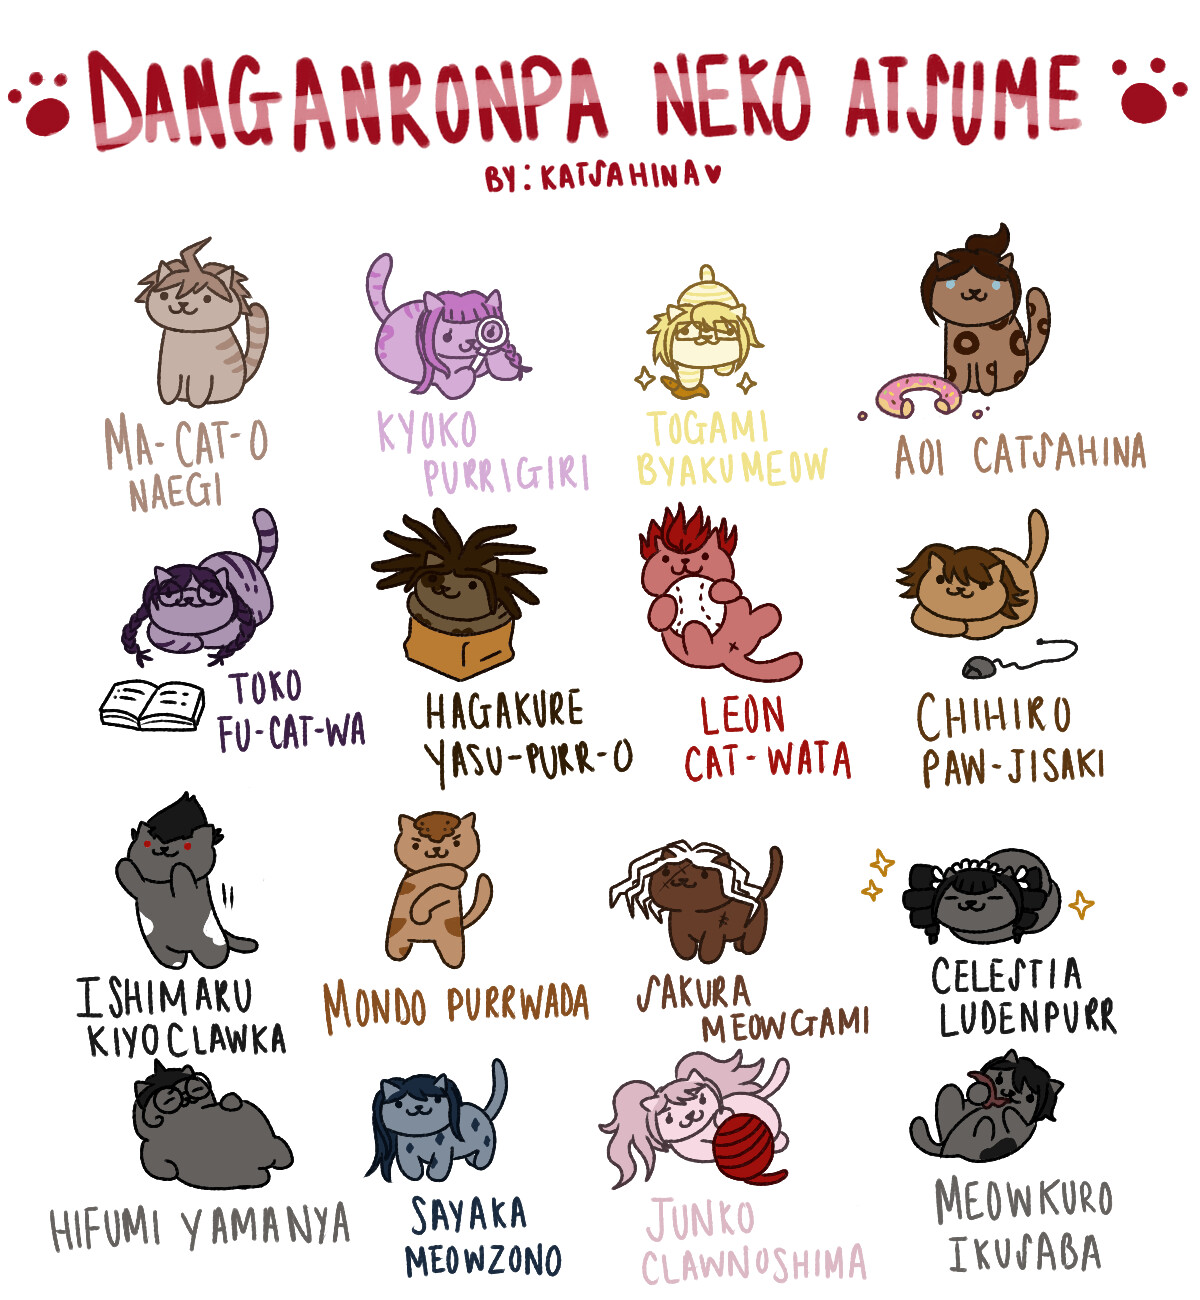 DANGANRONPA NEKO ATSUME
BY: KATSAHINA♥
MA-CAT-O
NAEGI
KYOKO
PURRIGIRI
TOGAMI
BYAKUMEOW
AOI CATSAHINA
TOKO
FU-CAT-WA
HAGAKURE
YASU-PURR-O
LEON
CAT-WATA
CHIHIRO
PAW-JISAKI
ISHIMARU
KIYOCLAWKA
MONDO PURRWADA
SAKURA
MEOWGAMI
CELESTIA
LUDENPURR
HIFUMI YAMANYA
SAYAKA
MEOWZONO
JUNKO
CLAWNOSHIMA
MEOWKURO
IKUSABA